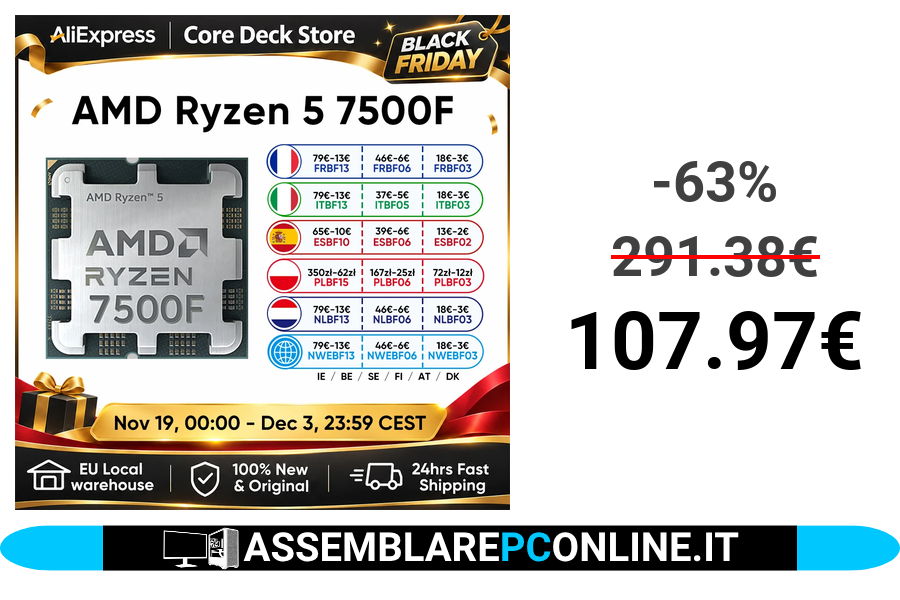 AliExpress | Core Deck Store
BLACK
FRIDAY
AMD Ryzen 5 7500F
AMD Ryzen™ 5
AMD
RYZEN
7500F
79€-13€ 46€-6€ 18€-3€
FRBF13 FRBF06 FRBF03
79€-13€ 37€-5€ 18€-3€
ITBF13 ITBF05 ITBF03
65€-10€ 39€-6€ 13€-2€
ESBF10 ESBF06 ESBF02
350zł-62zł 167zł-25zł 72zł-12zł
PLBF15 PLBF06 PLBF03
79€-13€ 46€-6€ 18€-3€
NLBF13 NLBF06 NLBF03
79€-13€ 46€-6€ 18€-3€
NWEBF13 NWEBF06 NWEBF03
IE / BE / SE / FI / AT / DK
Nov 19, 00:00 - Dec 3, 23:59 CEST
EU Local
warehouse
100% New
& Original
24hrs Fast
Shipping
-63%
291.38€
107.97€
ASSEMBLAREPCONLINE.IT